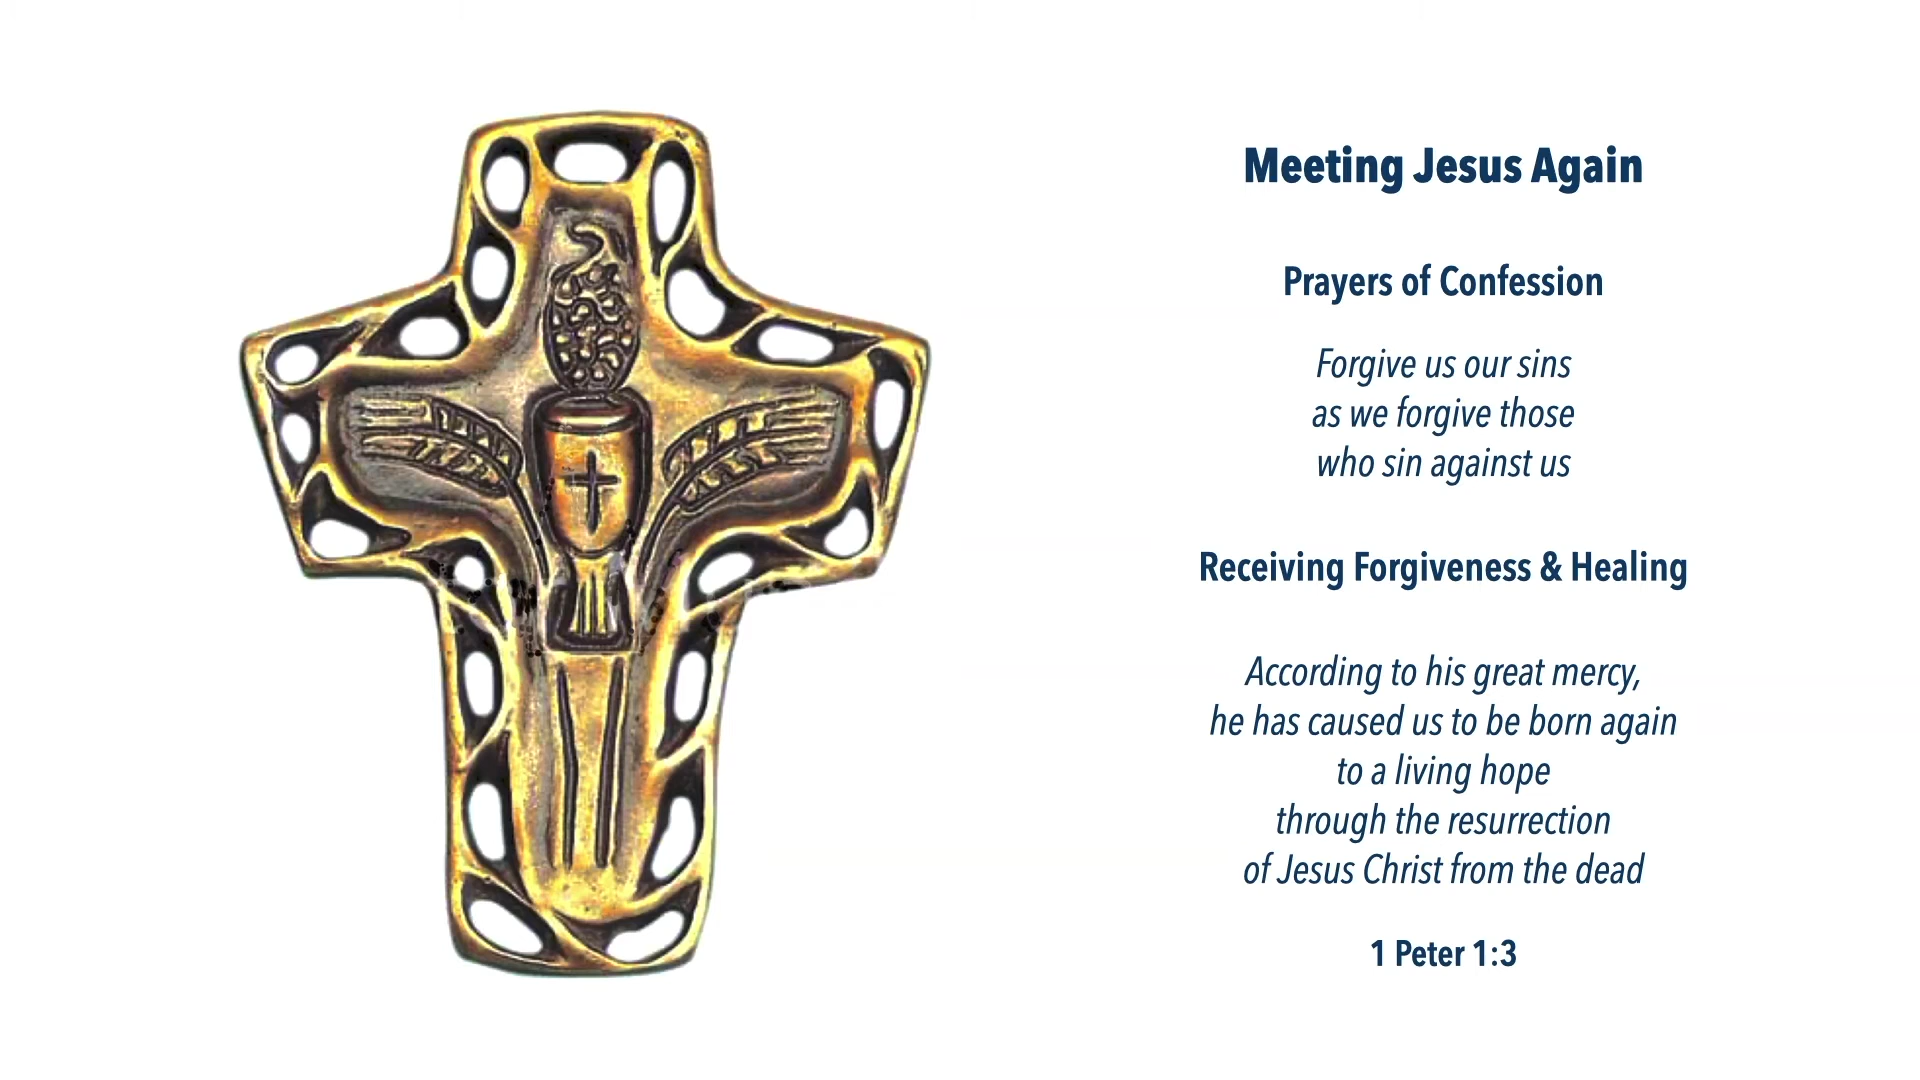 Meeting Jesus Again
Prayers of Confession
Forgive us our sins
as we forgive those
who sin against us
Receiving Forgiveness & Healing
According to his great mercy,
he has caused us to be born again
to a living hope
through the resurrection
of Jesus Christ from the dead
1 Peter 1:3